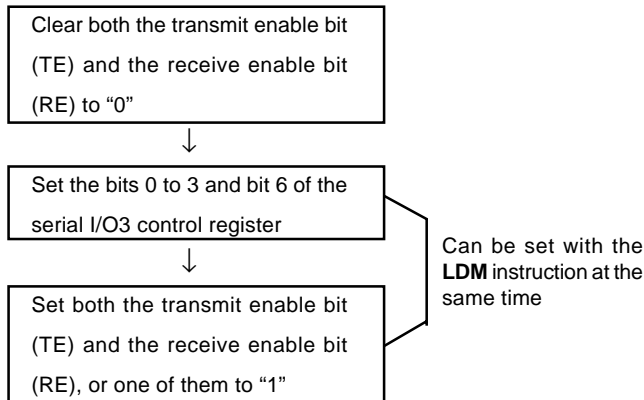 Clear both the transmit enable bit
(TE) and the receive enable bit
(RE) to “0”
↓
Set the bits 0 to 3 and bit 6 of the
serial I/O3 control register
↓
Set both the transmit enable bit
(TE) and the receive enable bit
(RE), or one of them to “1”
Can be set with the
LDM instruction at the
same time